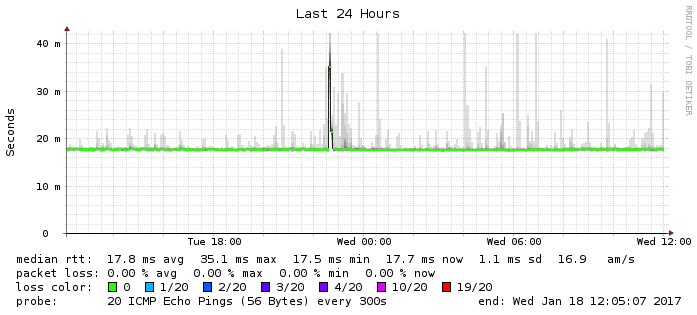 Last 24 Hours
RRDTOOL / TOBI OETIKER
Seconds
40 m
30 m
20 m
10 m
0
Tue 18:00 Wed 00:00 Wed 06:00 Wed 12:00
median rtt: 17.8 ms avg 35.1 ms max 17.5 ms min 17.7 ms now 1.1 ms sd 16.9 am/s
packet loss: 0.00 % avg 0.00 % max 0.00 % min 0.00 % now
loss color: 0 1/20 2/20 3/20 4/20 10/20 19/20
probe: 20 ICMP Echo Pings (56 Bytes) every 300s end: Wed Jan 18 12:05:07 2017